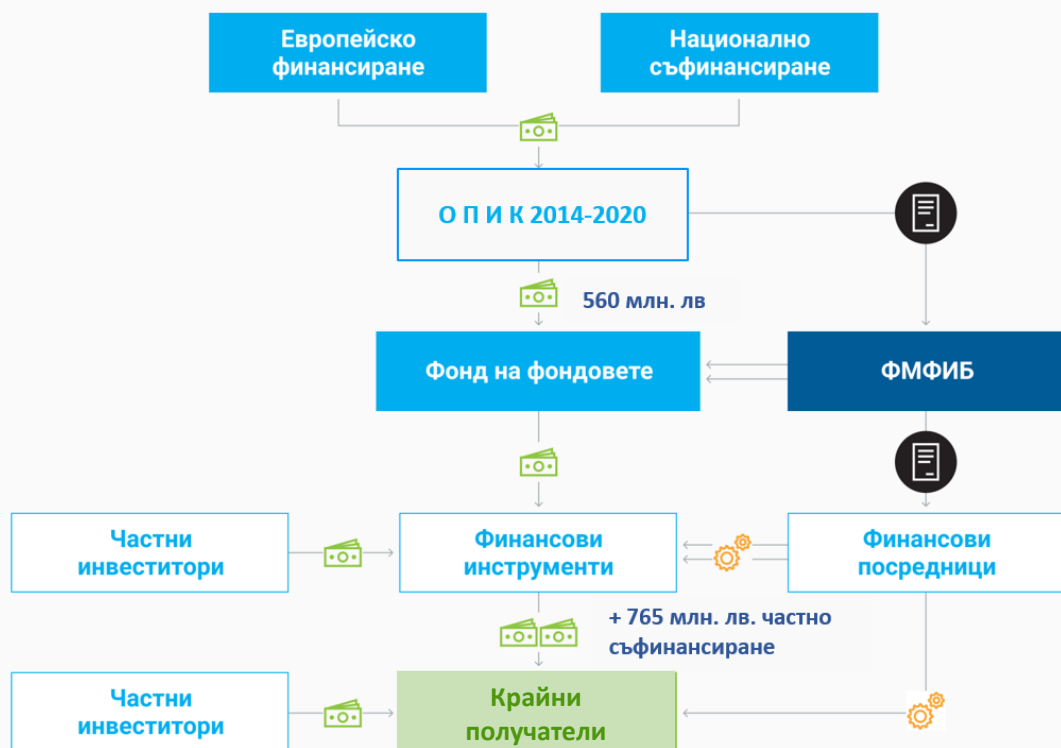 Европейско
финансиране
Национално
съфинансиране
О П И К 2014-2020
560 млн. лв
Фонд на фондовете
ФМФИБ
Частни
инвеститори
Финансови
инструменти
Финансови
посредници
+ 765 млн. лв. частно
съфинансиране
Частни
инвеститори
Крайни
получатели